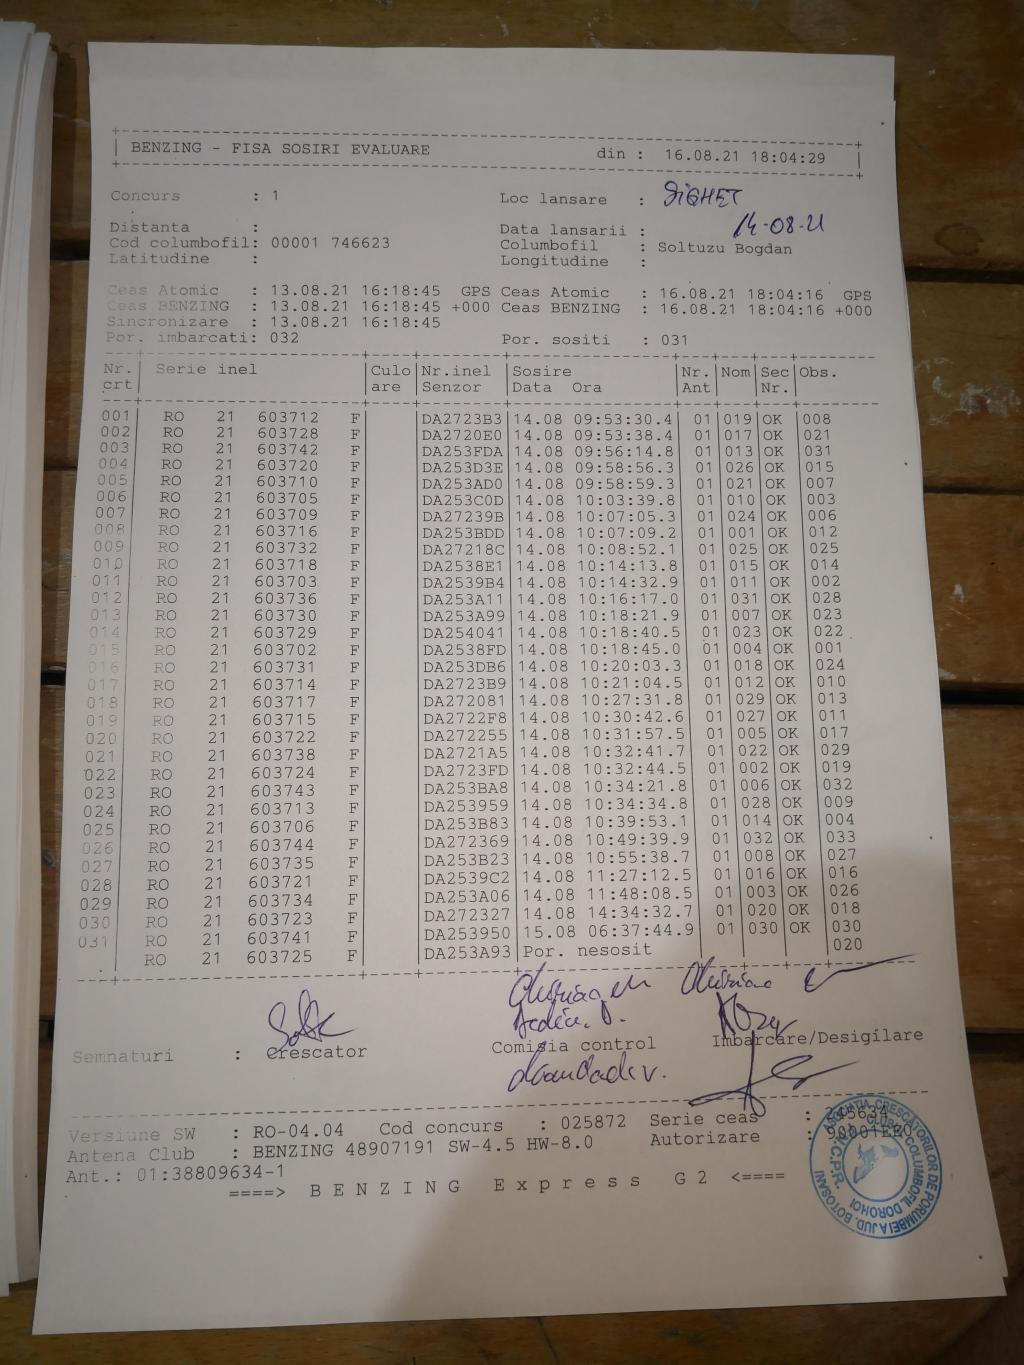 BENZING - FISA SOSIRI EVALUARE din : 16.08.21 18:04:29
Concurs : 1 Loc lansare : SIGHET
Distanta : Data lansarii : 14-08-21
Cod columbofil: 00001 746623 Columbofil : Soltuzu Bogdan
Latitudine : Longitudine :
Ceas Atomic : 13.08.21 16:18:45 GPS Ceas Atomic : 16.08.21 18:04:16 GPS
Ceas BENZING : 13.08.21 16:18:45 +000 Ceas BENZING : 16.08.21 18:04:16 +000
Sincronizare : 13.08.21 16:18:45
Por. imbarcati: 032 Por. sositi : 031
Nr. Serie inel Culo Nr.inel Sosire Nr. Nom Sec Obs.
crt are Senzor Data Ora Ant Nr.
001 RO 21 603712 F DA2723B3 14.08 09:53:30.4 01 019 OK 008
002 RO 21 603728 F DA2720E0 14.08 09:53:38.4 01 017 OK 021
003 RO 21 603742 F DA253FDA 14.08 09:56:14.8 01 013 OK 031
004 RO 21 603720 F DA253D3E 14.08 09:58:56.3 01 026 OK 015
005 RO 21 603710 F DA253AD0 14.08 09:58:59.3 01 021 OK 007
006 RO 21 603705 F DA253C0D 14.08 10:03:39.8 01 010 OK 003
007 RO 21 603709 F DA27239B 14.08 10:07:05.3 01 024 OK 006
008 RO 21 603716 F DA253BDD 14.08 10:07:09.2 01 001 OK 012
009 RO 21 603732 F DA27218C 14.08 10:08:52.1 01 025 OK 025
010 RO 21 603718 F DA2538E1 14.08 10:14:13.8 01 015 OK 014
011 RO 21 603703 F DA2539B4 14.08 10:14:32.9 01 011 OK 002
012 RO 21 603736 F DA253A11 14.08 10:16:17.0 01 031 OK 028
013 RO 21 603730 F DA253A99 14.08 10:18:21.9 01 007 OK 023
014 RO 21 603729 F DA254041 14.08 10:18:40.5 01 023 OK 022
015 RO 21 603702 F DA2538FD 14.08 10:18:45.0 01 004 OK 001
016 RO 21 603731 F DA253DB6 14.08 10:20:03.3 01 018 OK 024
017 RO 21 603714 F DA2723B9 14.08 10:21:04.5 01 012 OK 010
018 RO 21 603717 F DA272081 14.08 10:27:31.8 01 029 OK 013
019 RO 21 603715 F DA2722F8 14.08 10:30:42.6 01 027 OK 011
020 RO 21 603722 F DA272255 14.08 10:31:57.5 01 005 OK 017
021 RO 21 603738 F DA2721A5 14.08 10:32:41.7 01 022 OK 029
022 RO 21 603724 F DA2723FD 14.08 10:32:44.5 01 002 OK 019
023 RO 21 603743 F DA253BA8 14.08 10:34:21.8 01 006 OK 032
024 RO 21 603713 F DA253959 14.08 10:34:34.8 01 028 OK 009
025 RO 21 603706 F DA253B83 14.08 10:39:53.1 01 014 OK 004
026 RO 21 603744 F DA272369 14.08 10:49:39.9 01 032 OK 033
027 RO 21 603735 F DA253B23 14.08 10:55:38.7 01 008 OK 027
028 RO 21 603721 F DA2539C2 14.08 11:27:12.5 01 016 OK 016
029 RO 21 603734 F DA253A06 14.08 11:48:08.5 01 003 OK 026
030 RO 21 603723 F DA272327 14.08 14:34:32.7 01 020 OK 018
031 RO 21 603741 F DA253950 15.08 06:37:44.9 01 030 OK 030
RO 21 603725 F DA253A93 Por. nesosit 020
Semnaturi : Crescator Comisia control Imbarcare/Desigilare
Versiune SW : RO-04.04 Cod concurs : 025872 Serie ceas :
Antena Club : BENZING 48907191 SW-4.5 HW-8.0 Autorizare :
Ant.: 01:38809634-1
====> BENZING Express G2 <====
ASOCIATIA CRESCATORILOR DE PORUMBEI A JUD. BOTOSANI
COLUMBOFIL DOROHOI